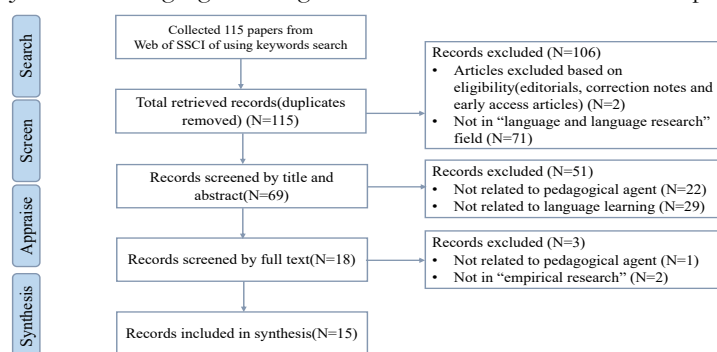 Search
Collected 115 papers from
Web of SSCI of using keywords search
Records excluded (N=106)
• Articles excluded based on
eligibility(editorials, correction notes and
early access articles) (N=2)
• Not in “language and language research”
field (N=71)
Screen
Total retrieved records(duplicates
removed) (N=115)
Records screened by title and
abstract(N=69)
Records excluded (N=51)
• Not related to pedagogical agent (N=22)
• Not related to language learning (N=29)
Appraise
Records screened by full text(N=18)
Records excluded (N=3)
• Not related to pedagogical agent (N=1)
• Not in “empirical research” (N=2)
Synthesis
Records included in synthesis(N=15)